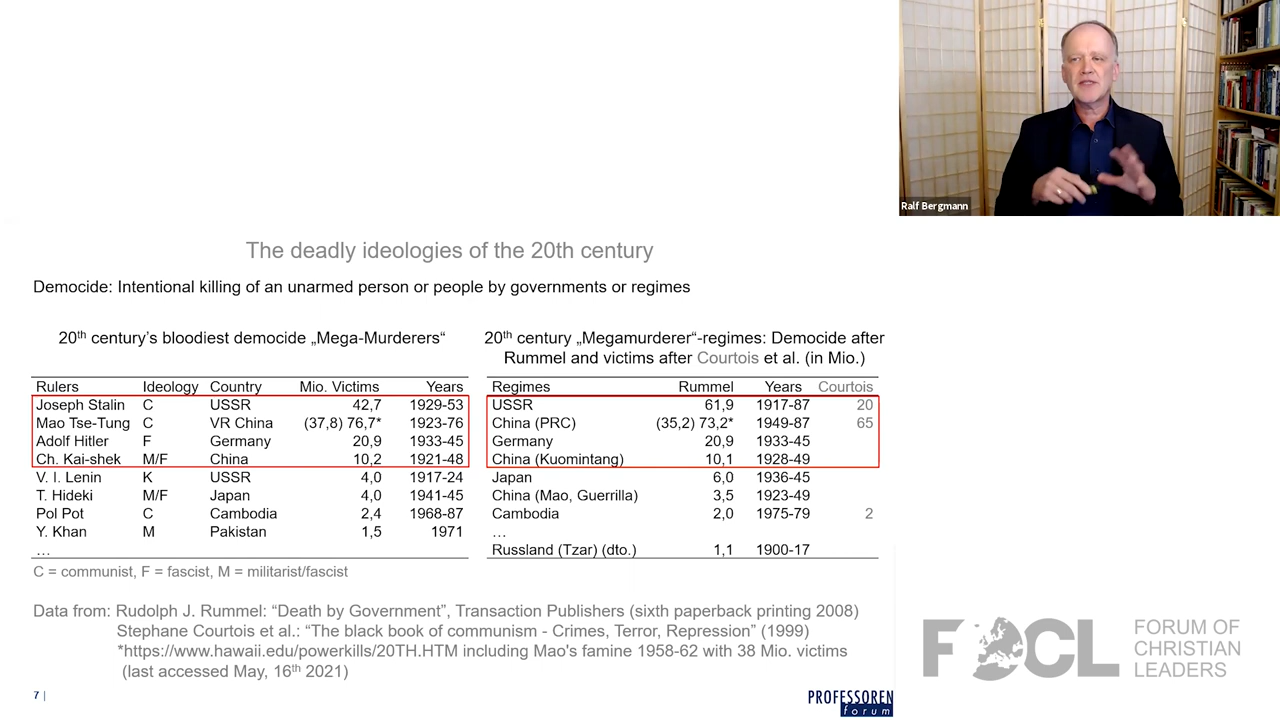 Ralf Bergmann
The deadly ideologies of the 20th century
Democide: Intentional killing of an unarmed person or people by governments or regimes
20th century's bloodiest democide „Mega-Murderers“
Rulers Ideology Country Mio. Victims Years
Joseph Stalin C USSR 42,7 1929-53
Mao Tse-Tung C VR China (37,8) 76,7* 1923-76
Adolf Hitler F Germany 20,9 1933-45
Ch. Kai-shek M/F China 10,2 1921-48
V. I. Lenin K USSR 4,0 1917-24
T. Hideki M/F Japan 4,0 1941-45
Pol Pot C Cambodia 2,4 1968-87
Y. Khan M Pakistan 1,5 1971
…
C = communist, F = fascist, M = militarist/fascist
20th century „Megamurderer“-regimes: Democide after
Rummel and victims after Courtois et al. (in Mio.)
Regimes Rummel Years Courtois
USSR 61,9 1917-87 20
China (PRC) (35,2) 73,2* 1949-87 65
Germany 20,9 1933-45
China (Kuomintang) 10,1 1928-49
Japan 6,0 1936-45
China (Mao, Guerrilla) 3,5 1923-49
Cambodia 2,0 1975-79 2
…
Russland (Tzar) (dto.) 1,1 1900-17
Data from: Rudolph J. Rummel: “Death by Government”, Transaction Publishers (sixth paperback printing 2008)
Stephane Courtois et al.: “The black book of communism - Crimes, Terror, Repression” (1999)
*https://www.hawaii.edu/powerkills/20TH.HTM including Mao's famine 1958-62 with 38 Mio. victims
(last accessed May, 16th 2021)
7 |
PROFESSOREN
forum
FOCL
FORUM OF
CHRISTIAN
LEADERS